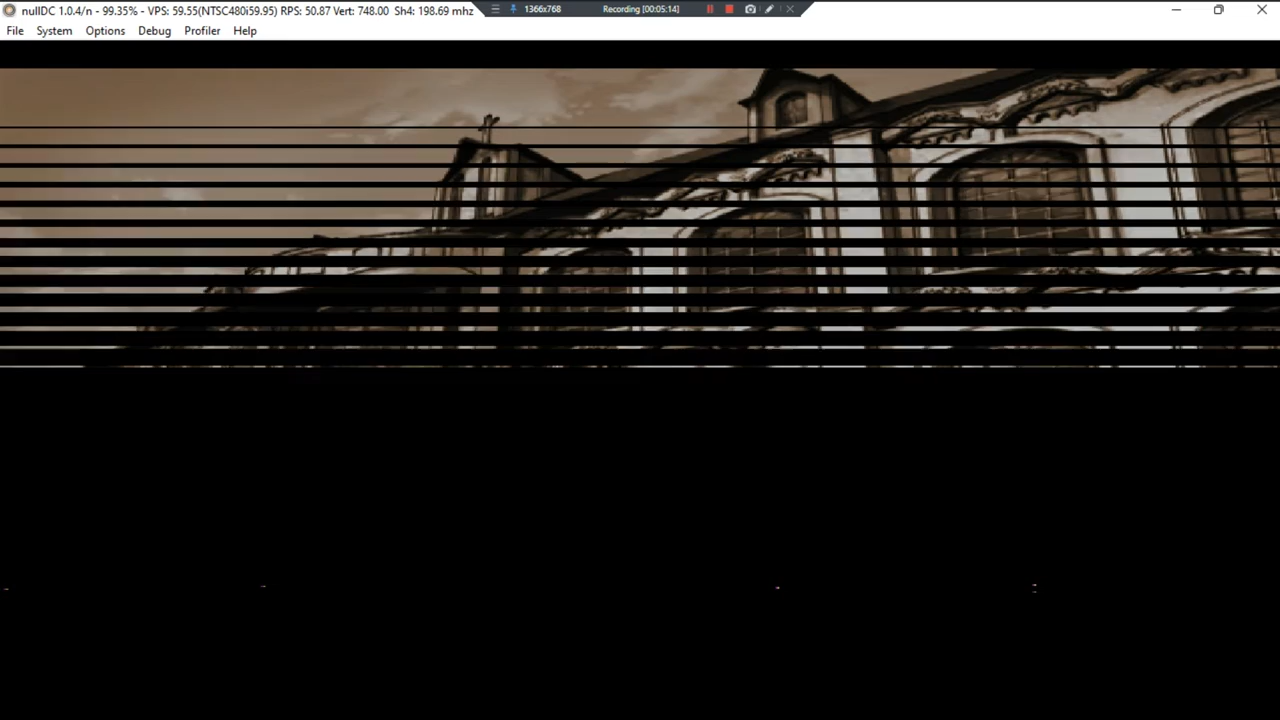 nullDC 1.0.4/n - 99.35% - VPS: 59.55(NTSC480i59.95) RPS: 50.87 Vert: 748.00 Sh4: 198.69 mhz
1366x768 Recording [00:05:14]
File System Options Debug Profiler Help